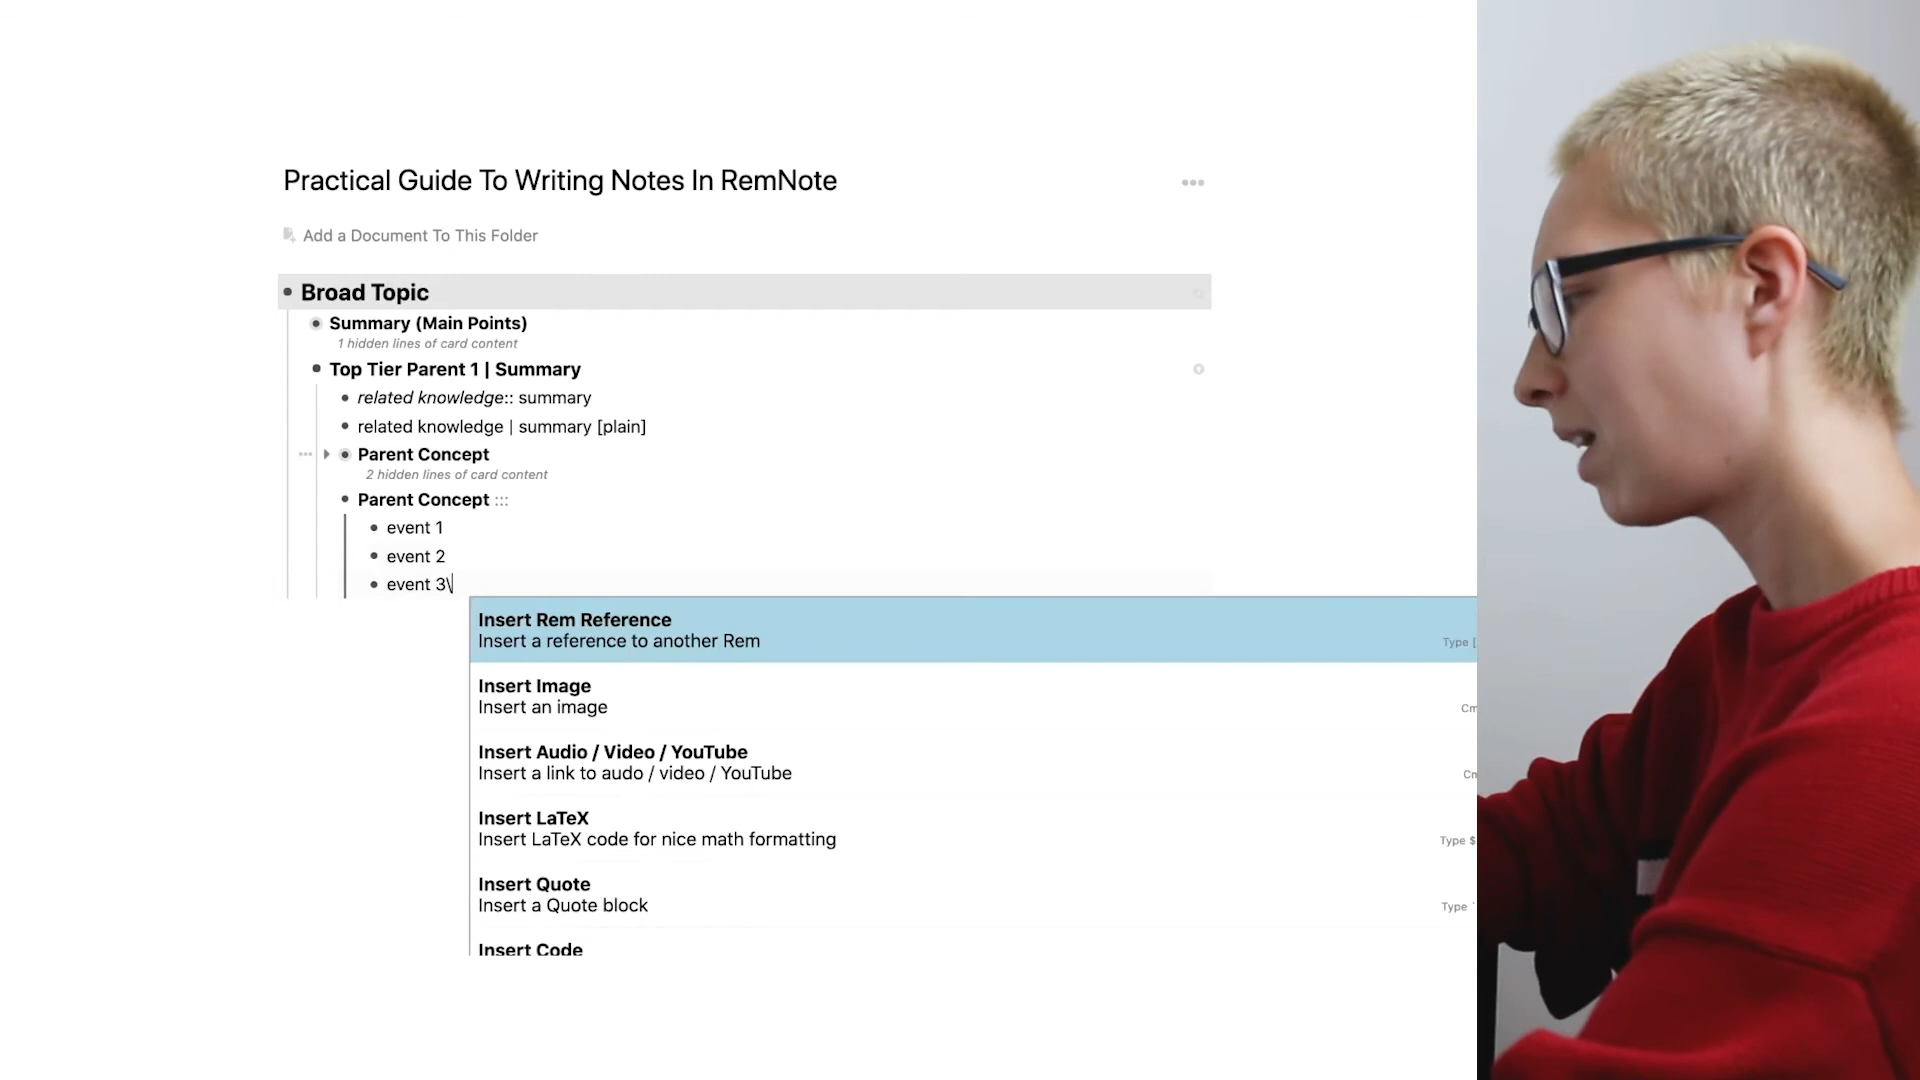 Practical Guide To Writing Notes In RemNote
Add a Document To This Folder
Broad Topic
Summary (Main Points)
1 hidden lines of card content
Top Tier Parent 1 | Summary
related knowledge:: summary
related knowledge | summary [plain]
Parent Concept
2 hidden lines of card content
Parent Concept :::
event 1
event 2
event 3\
Insert Rem Reference
Insert a reference to another Rem
Type [
Insert Image
Insert an image
Cm
Insert Audio / Video / YouTube
Insert a link to audo / video / YouTube
Cm
Insert LaTeX
Insert LaTeX code for nice math formatting
Type $
Insert Quote
Insert a Quote block
Type `
Insert Code